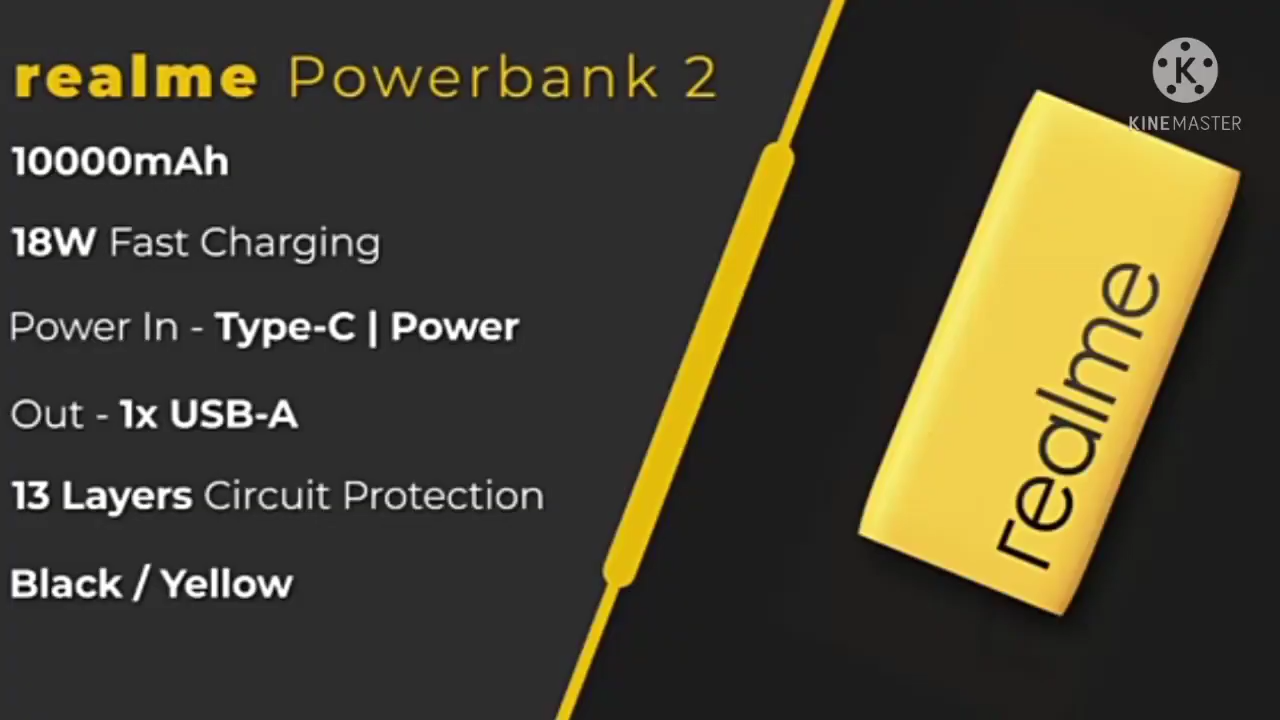 realme Powerbank 2
10000mAh
18W Fast Charging
Power In - Type-C | Power
Out - 1x USB-A
13 Layers Circuit Protection
Black / Yellow
realme
K
KINEMASTER